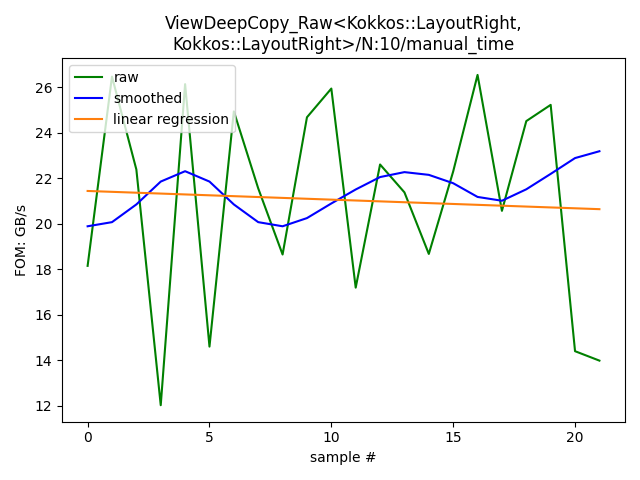 ViewDeepCopy_Raw<Kokkos::LayoutRight,
Kokkos::LayoutRight>/N:10/manual_time
raw
smoothed
linear regression
FOM: GB/s
26
24
22
20
18
16
14
12
0
5
10
15
20
sample #